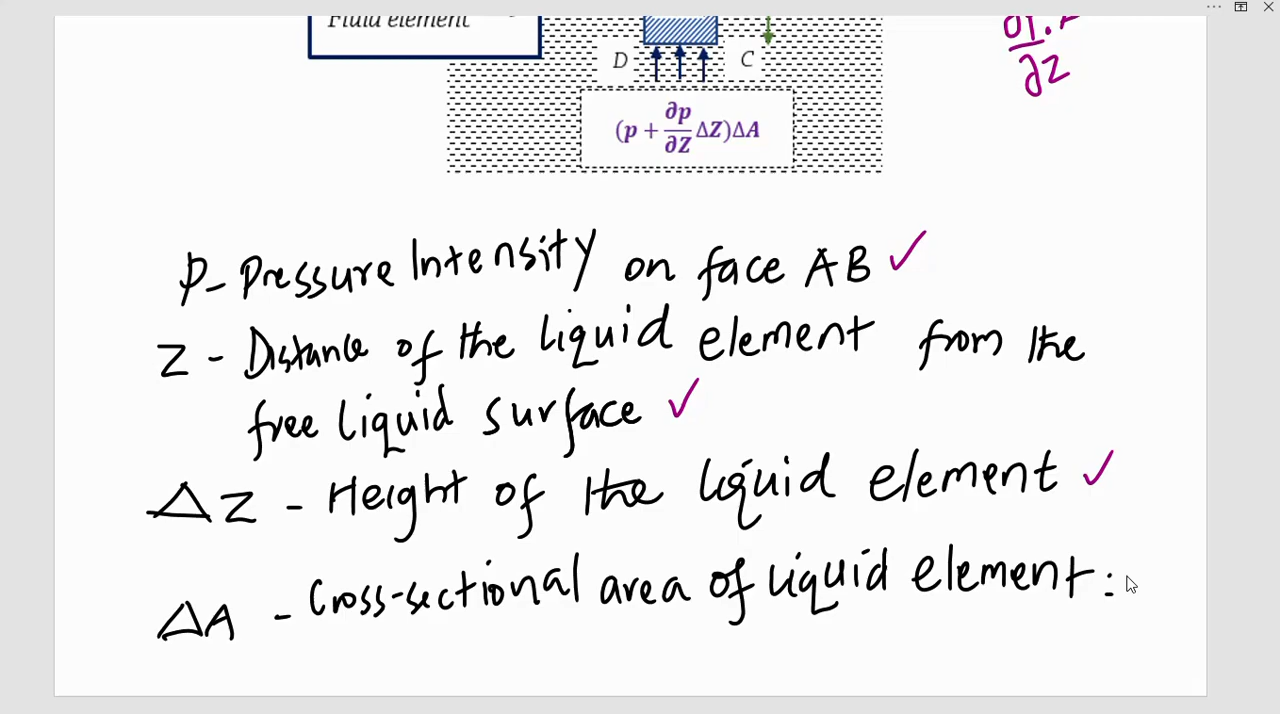 Fluid element
D C
(p + ∂p/∂Z ΔZ)ΔA
∂Z
P - Pressure Intensity on face AB ✓
Z - Distance of the liquid element from the
free liquid surface ✓
ΔZ - Height of the liquid element ✓
ΔA - Cross-sectional area of liquid element :